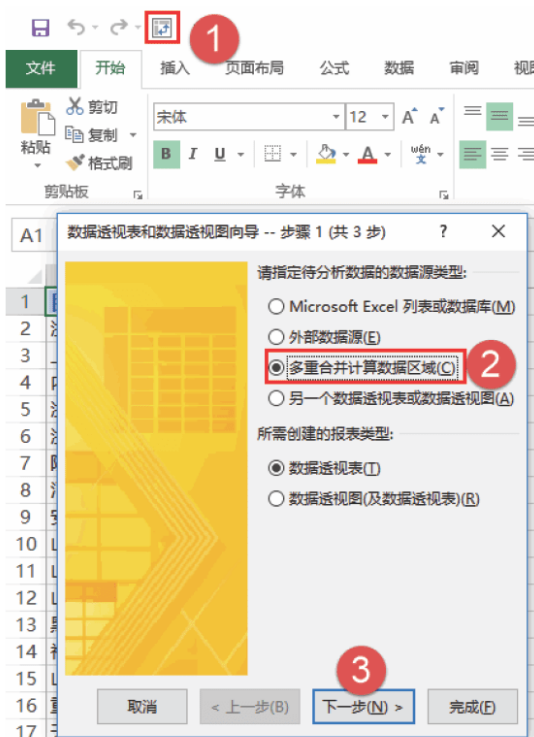 1
文件 开始 插入 页面布局 公式 数据 审阅
粘贴
剪切
复制
格式刷
宋体 12 A A
B I U A wén 文
剪贴板 字体
A1
数据透视表和数据透视图向导 -- 步骤 1 (共 3 步) ? ×
请指定待分析数据的数据源类型:
Microsoft Excel 列表或数据库(M)
外部数据源(E)
多重合并计算数据区域(C) 2
另一个数据透视表或数据透视图(A)
所需创建的报表类型:
数据透视表(T)
数据透视图(及数据透视表)(R)
3
取消 < 上一步(B) 下一步(N) > 完成(F)
1
2
3
4
5
6
7
8
9
10
11
12
13
14
15
16
17